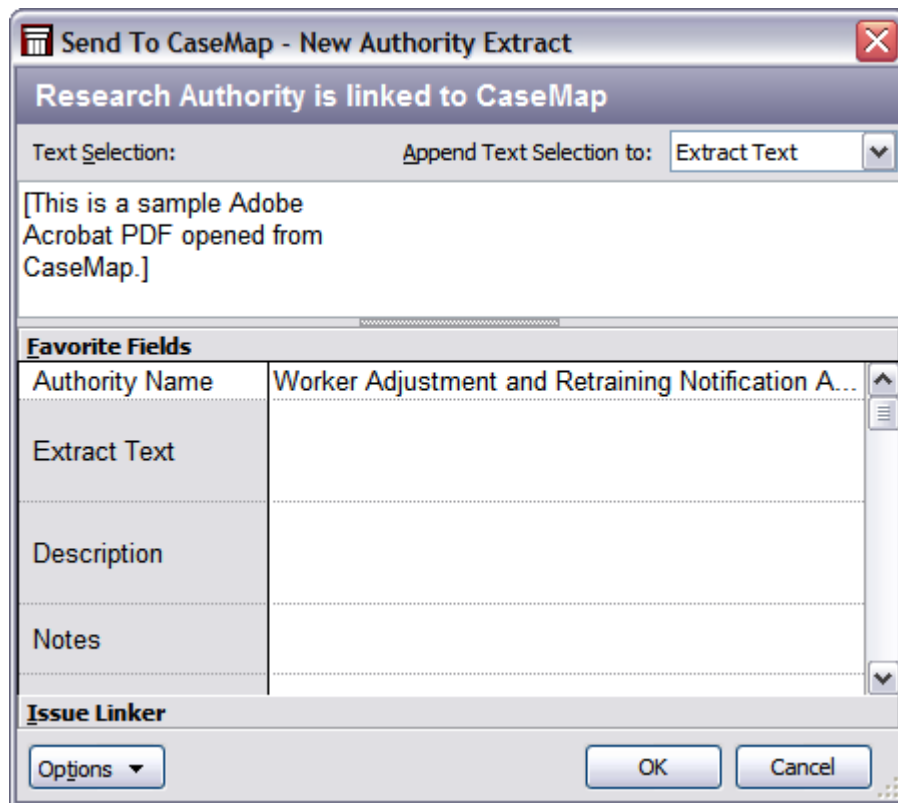 Send To CaseMap - New Authority Extract
Research Authority is linked to CaseMap
Text Selection: Append Text Selection to: Extract Text
[This is a sample Adobe
Acrobat PDF opened from
CaseMap.]
Favorite Fields
Authority Name Worker Adjustment and Retraining Notification A...
Extract Text
Description
Notes
Issue Linker
Options OK Cancel